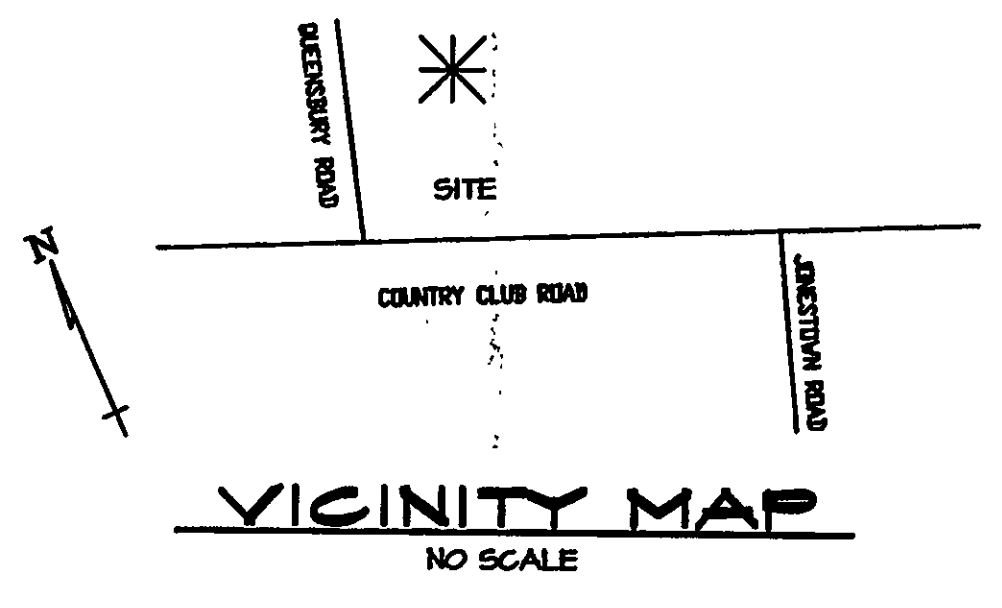 QUEENSBURY ROAD
SITE
N
COUNTRY CLUB ROAD
JONESTOWN ROAD
VICINITY MAP
NO SCALE